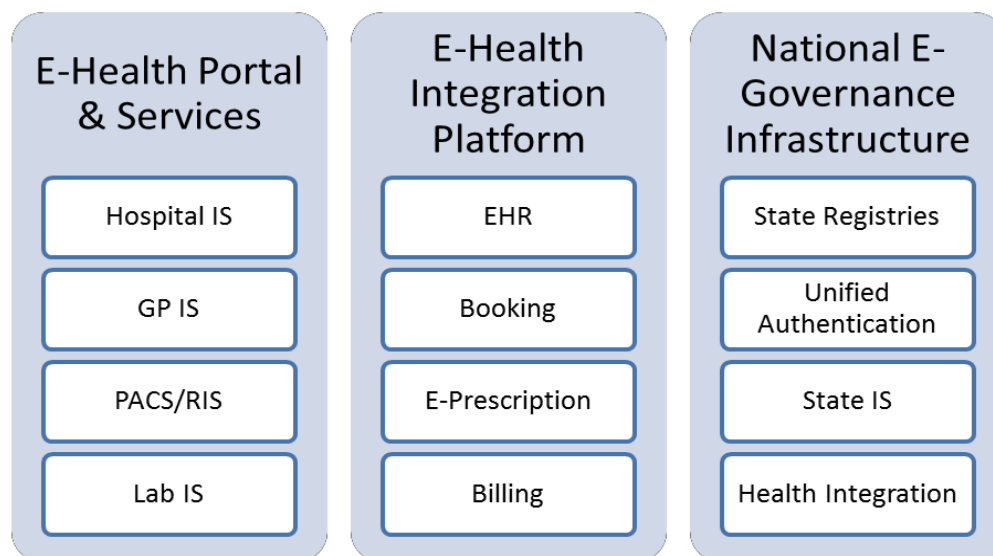 E-Health Portal
& Services
Hospital IS
GP IS
PACS/RIS
Lab IS
E-Health
Integration
Platform
EHR
Booking
E-Prescription
Billing
National E-
Governance
Infrastructure
State Registries
Unified
Authentication
State IS
Health Integration